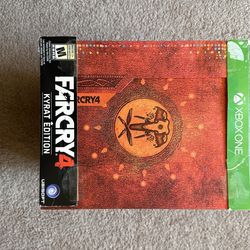 M
FARCRY4
KYRAT EDITION
UBISOFT
FARCRY4
XBOX ONE